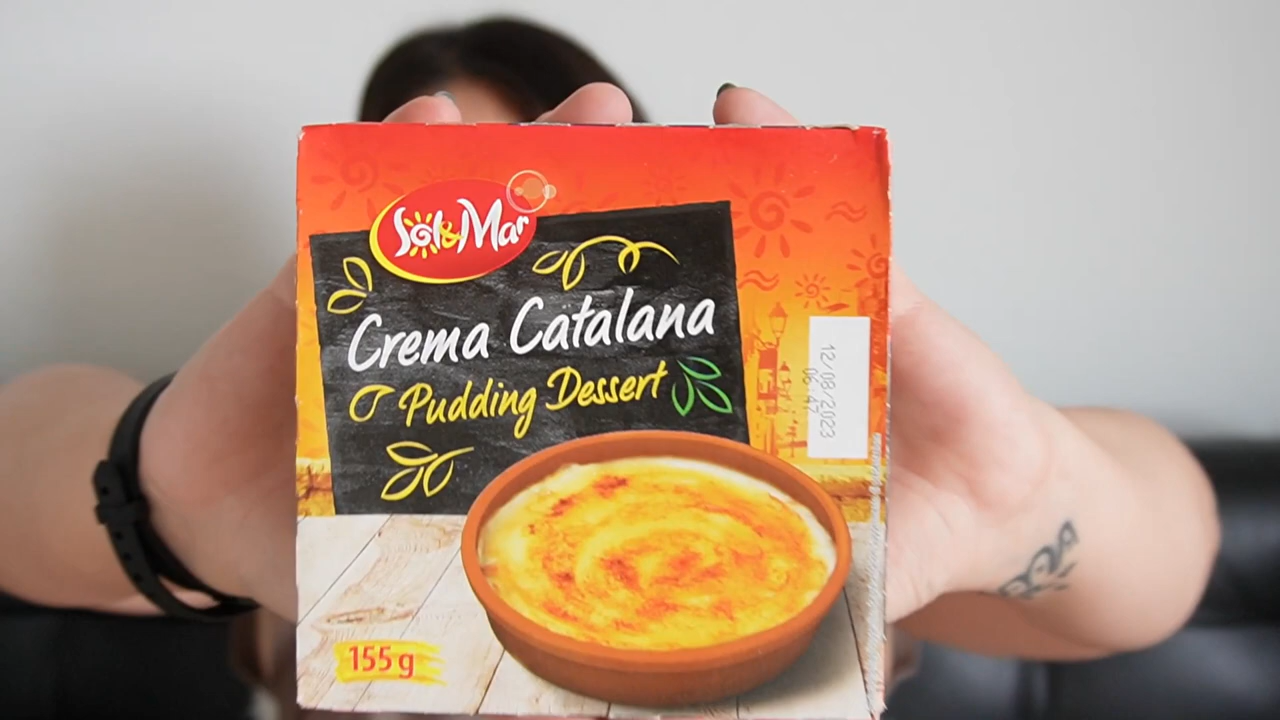 Sol&Mar
Crema Catalana
Pudding Dessert
12/08/2023
06:47
155 g